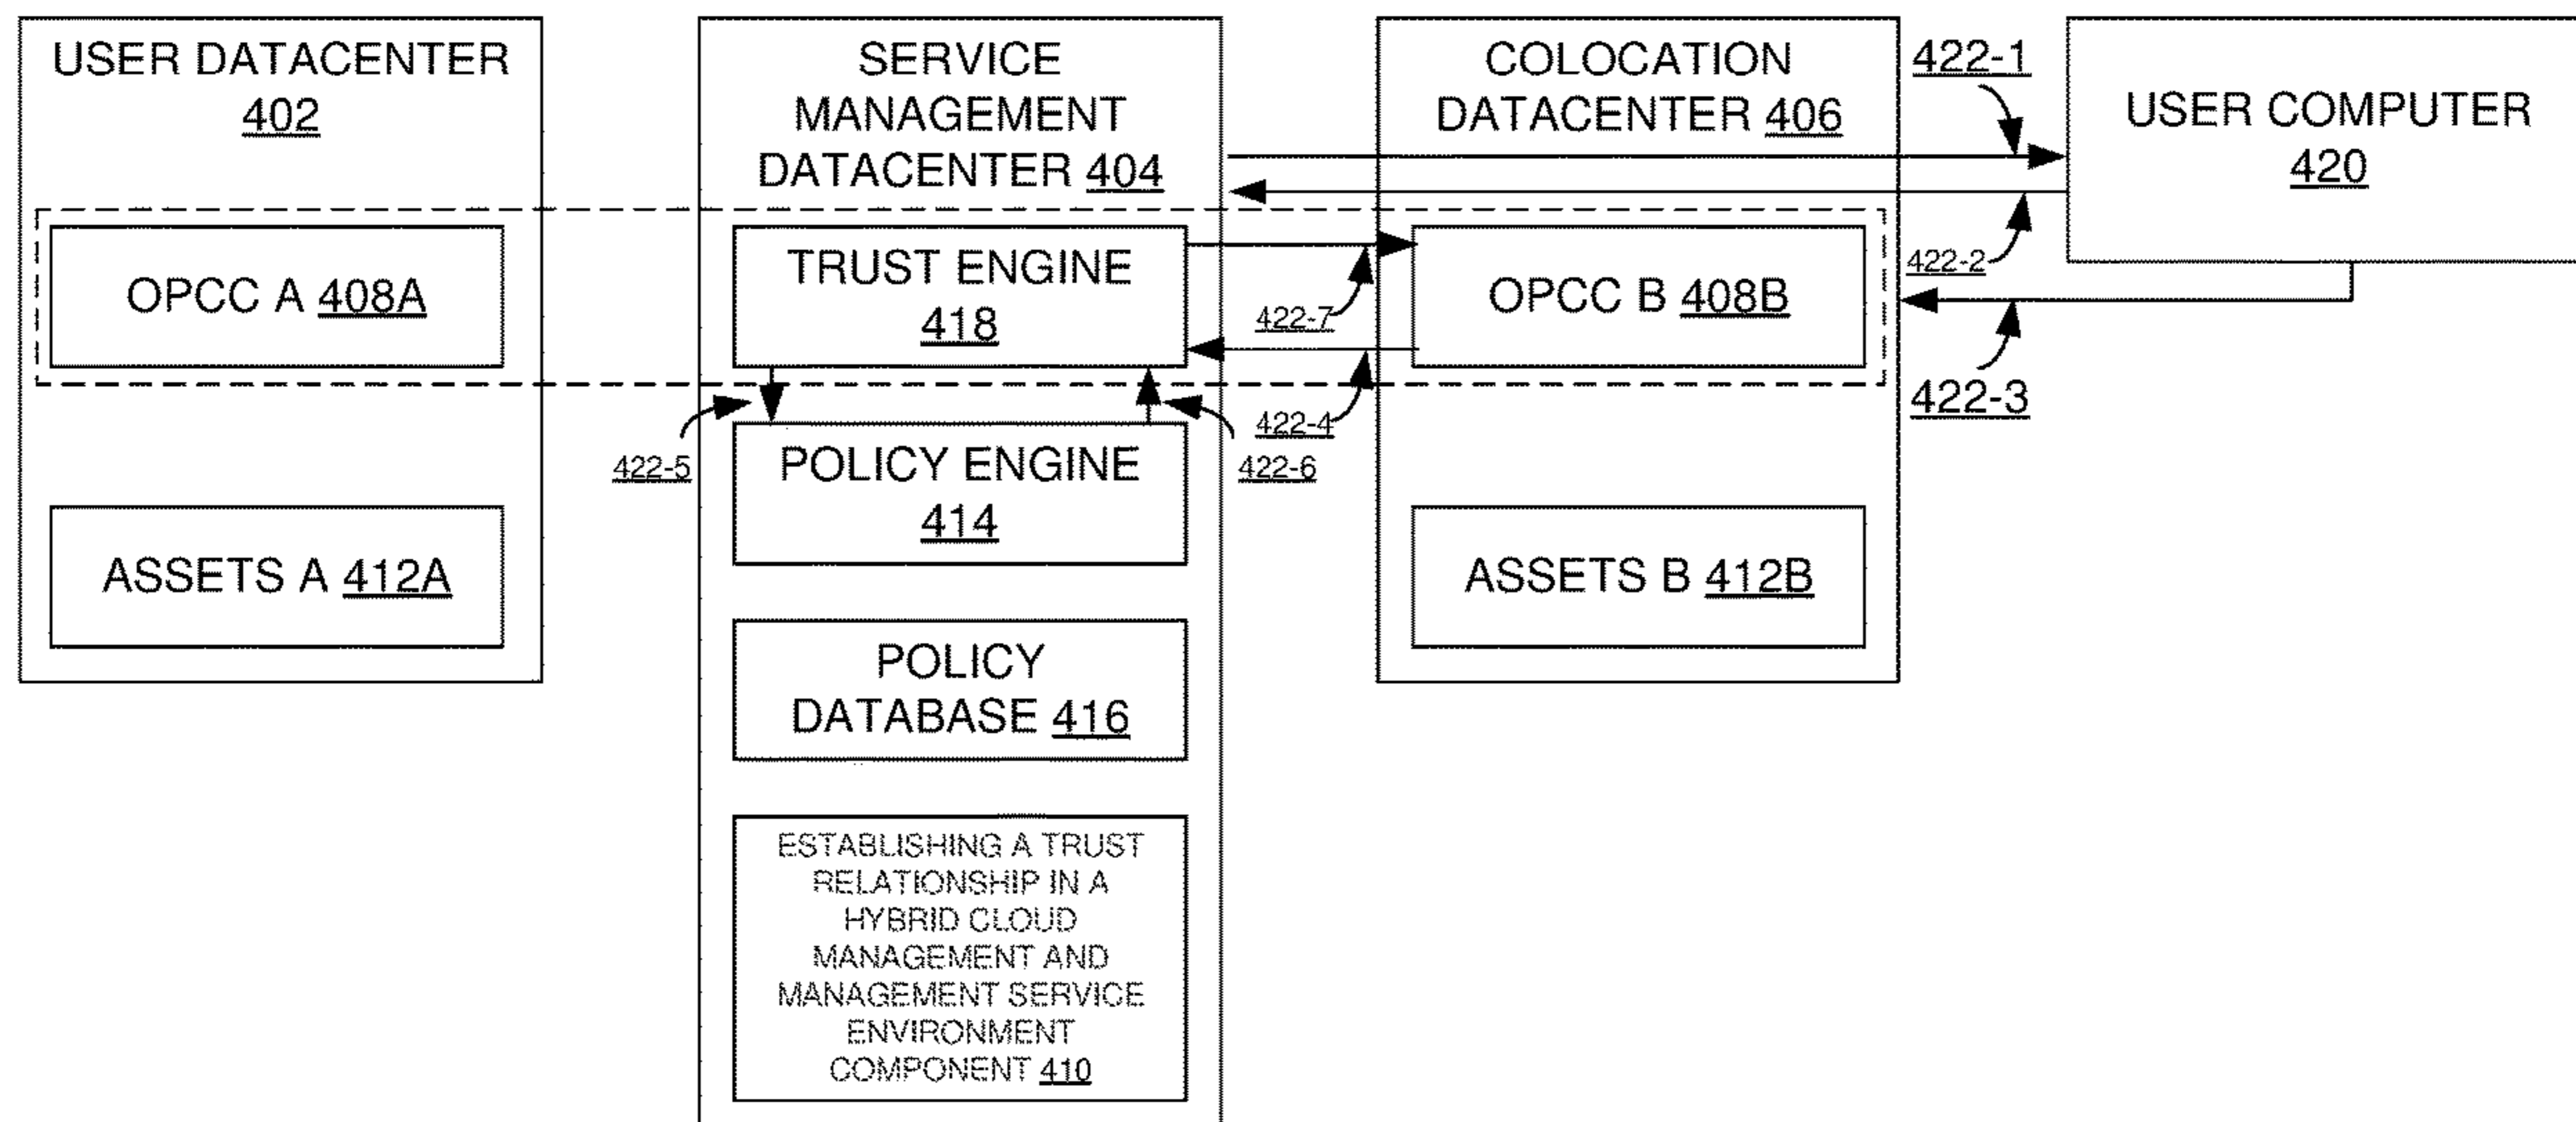 USER DATACENTER
402
OPCC A 408A
ASSETS A 412A
SERVICE
MANAGEMENT
DATACENTER 404
TRUST ENGINE
418
422-5
422-6
POLICY ENGINE
414
POLICY
DATABASE 416
ESTABLISHING A TRUST
RELATIONSHIP IN A
HYBRID CLOUD
MANAGEMENT AND
MANAGEMENT SERVICE
ENVIRONMENT
COMPONENT 410
422-7
422-4
COLOCATION
DATACENTER 406
OPCC B 408B
ASSETS B 412B
422-1
422-2
422-3
USER COMPUTER
420